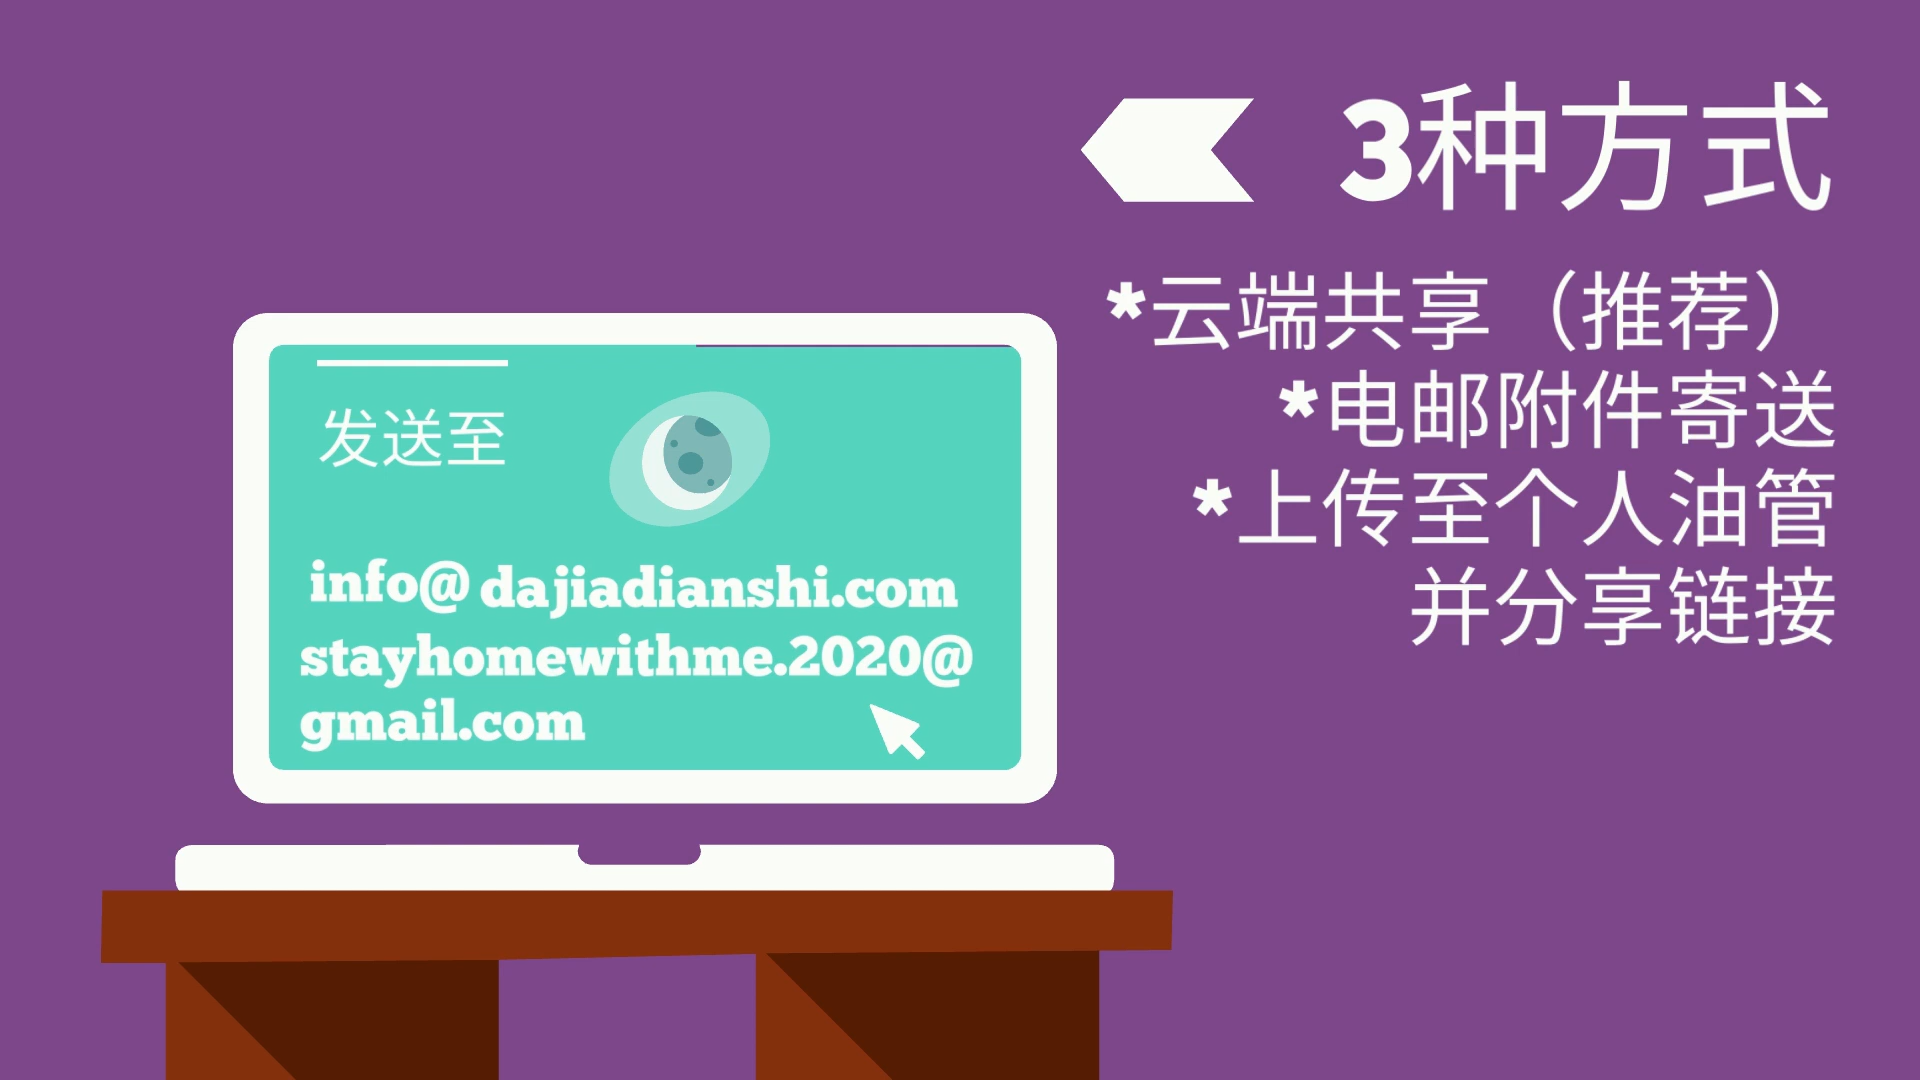 3种方式
*云端共享（推荐）
*电邮附件寄送
*上传至个人油管
并分享链接
发送至
info@dajiadianshi.com
stayhomewithme.2020@
gmail.com